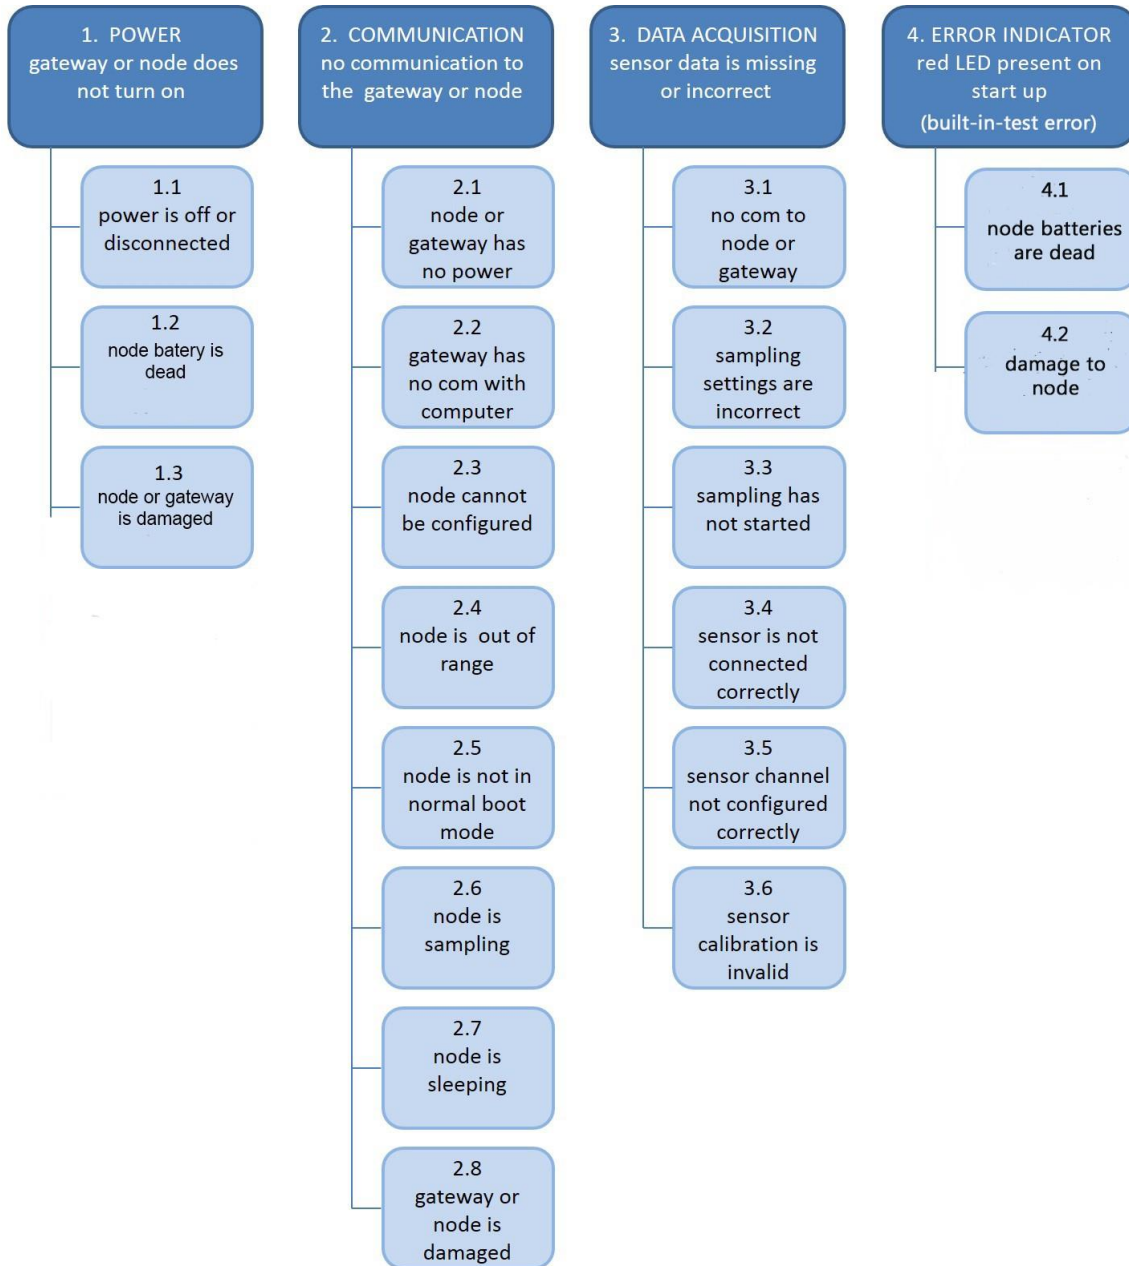 1. POWER
gateway or node does
not turn on
1.1
power is off or
disconnected
1.2
node batery is
dead
1.3
node or gateway
is damaged
2. COMMUNICATION
no communication to
the gateway or node
2.1
node or
gateway has
no power
2.2
gateway has
no com with
computer
2.3
node cannot
be configured
2.4
node is out of
range
2.5
node is not in
normal boot
mode
2.6
node is
sampling
2.7
node is
sleeping
2.8
gateway or
node is
damaged
3. DATA ACQUISITION
sensor data is missing
or incorrect
3.1
no com to
node or
gateway
3.2
sampling
settings are
incorrect
3.3
sampling has
not started
3.4
sensor is not
connected
correctly
3.5
sensor channel
not configured
correctly
3.6
sensor
calibration is
invalid
4. ERROR INDICATOR
red LED present on
start up
(built-in-test error)
4.1
node batteries
are dead
4.2
damage to
node